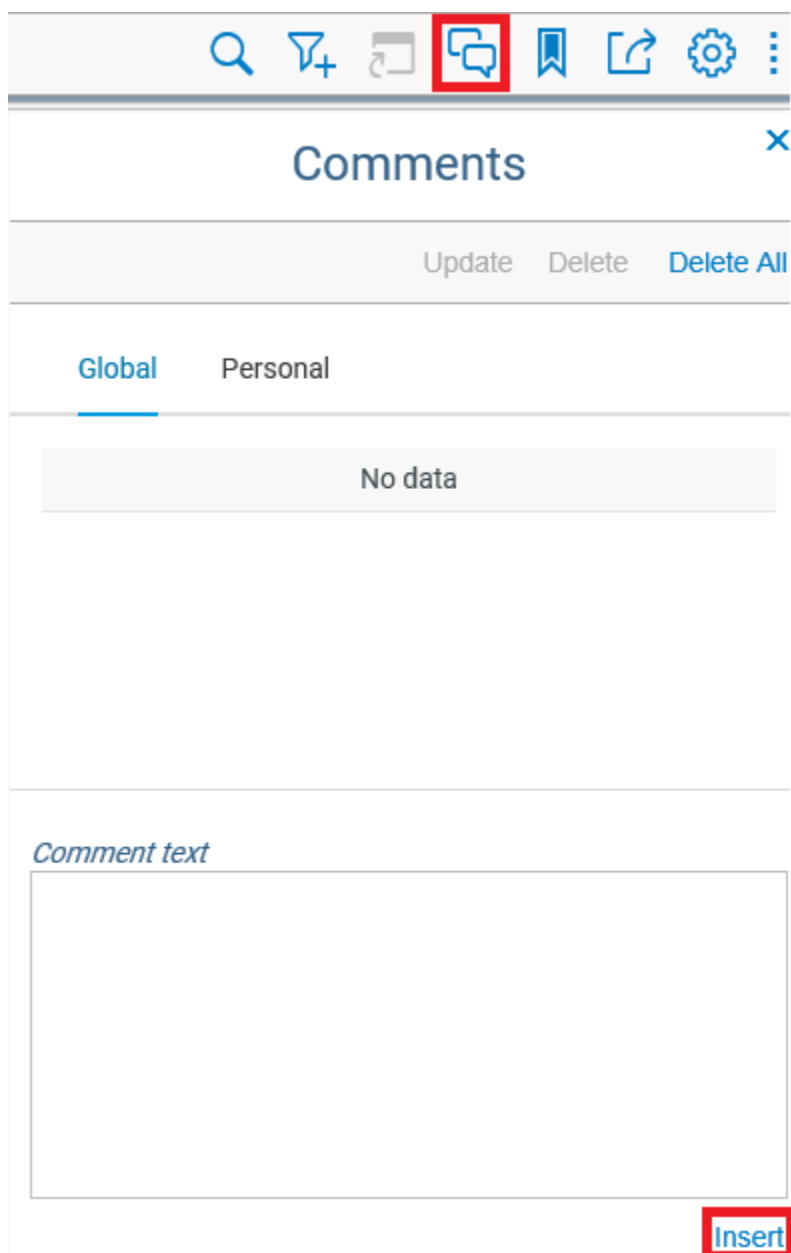 Comments
Update Delete Delete All
Global Personal
No data
Comment text
Insert